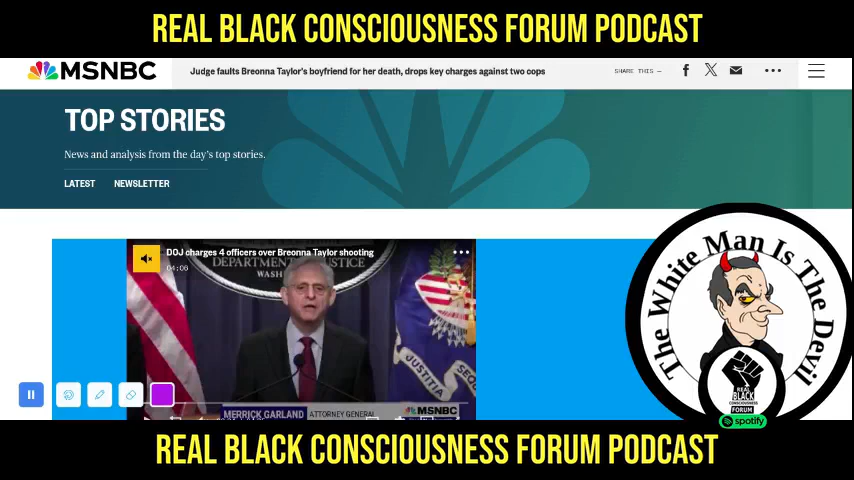 REAL BLACK CONSCIOUSNESS FORUM PODCAST
MSNBC
Judge faults Breonna Taylor's boyfriend for her death, drops key charges against two cops
SHARE THIS —
TOP STORIES
News and analysis from the day's top stories.
LATEST NEWSLETTER
DOJ charges 4 officers over Breonna Taylor shooting
04:06
DEPARTMENT JUSTICE
WASH
JUSTITIA
MERRICK GARLAND ATTORNEY GENERAL
MSNBC
The White Man Is The Devil
REAL
BLACK
CONSCIOUSNESS
FORUM
Spotify
REAL BLACK CONSCIOUSNESS FORUM PODCAST